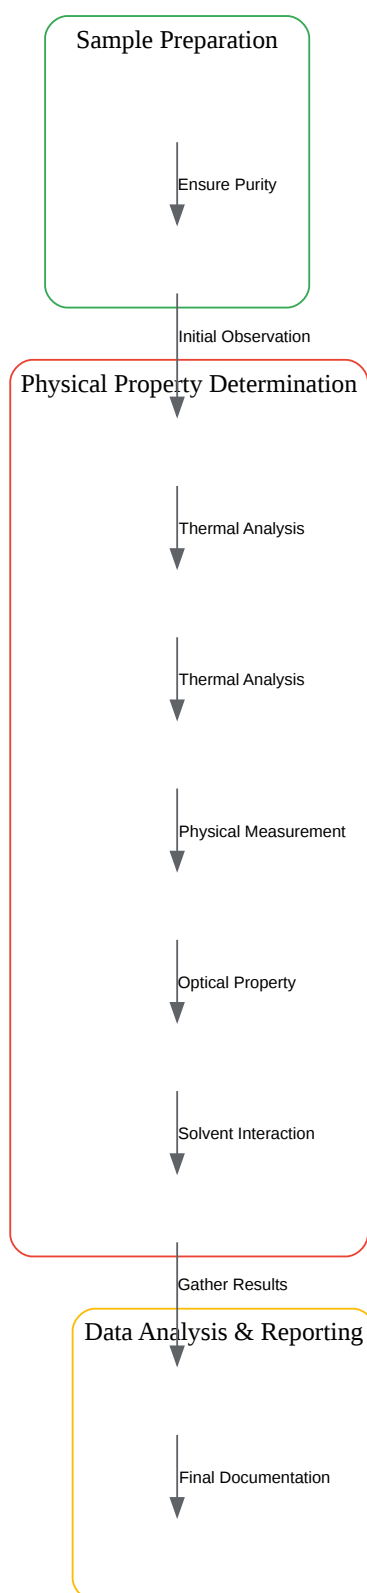 Sample Preparation
Ensure Purity
Initial Observation
Physical Property Determination
Thermal Analysis
Thermal Analysis
Physical Measurement
Optical Property
Solvent Interaction
Gather Results
Data Analysis & Reporting
Final Documentation